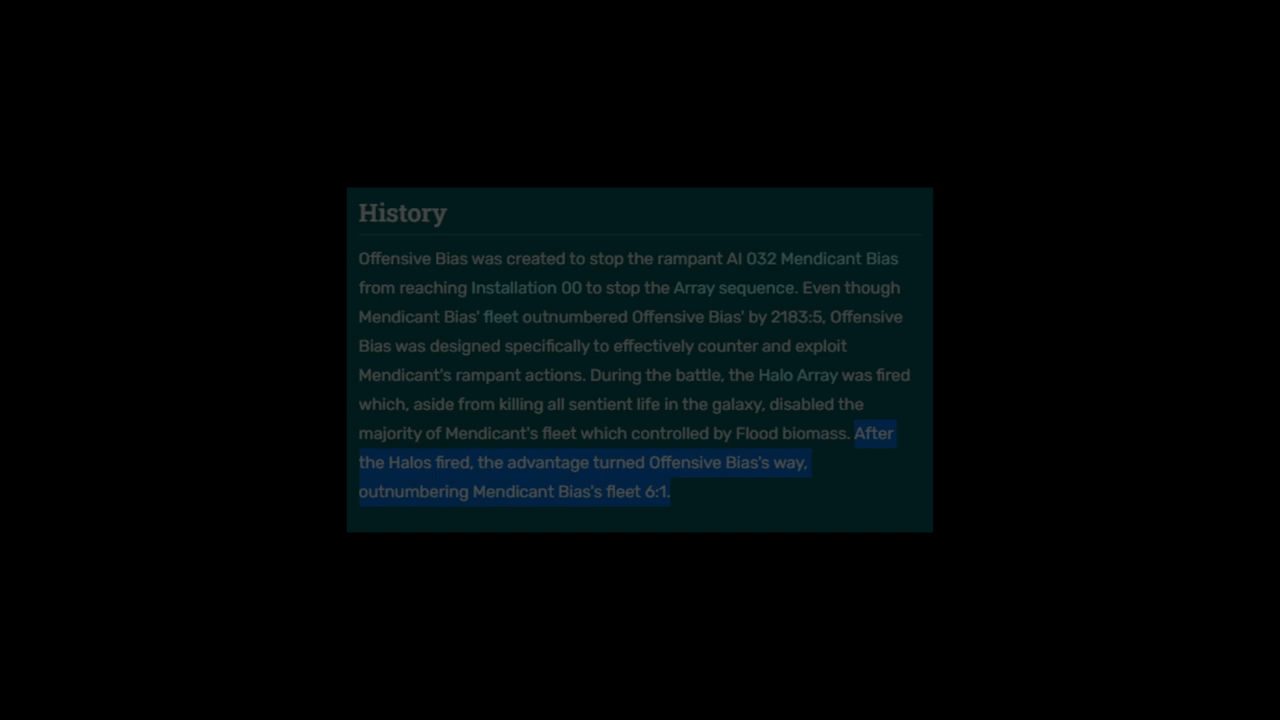 History
Offensive Bias was created to stop the rampant AI 032 Mendicant Bias
from reaching Installation 00 to stop the Array sequence. Even though
Mendicant Bias' fleet outnumbered Offensive Bias' by 2183:5, Offensive
Bias was designed specifically to effectively counter and exploit
Mendicant's rampant actions. During the battle, the Halo Array was fired
which, aside from killing all sentient life in the galaxy, disabled the
majority of Mendicant's fleet which controlled by Flood biomass. After
the Halos fired, the advantage turned Offensive Bias's way,
outnumbering Mendicant Bias's fleet 6:1.